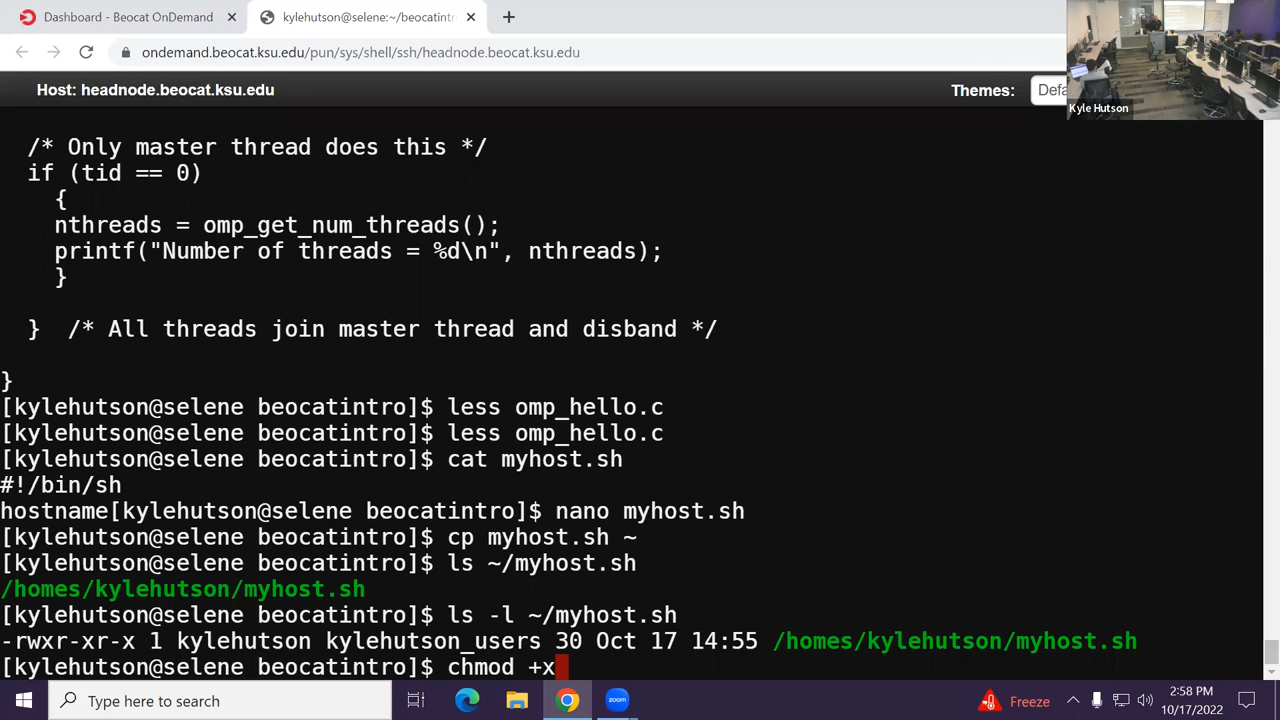 Dashboard - Beocat OnDemand
kylehutson@selene:~/beocatintro
ondemand.beocat.ksu.edu/pun/sys/shell/ssh/headnode.beocat.ksu.edu
Host: headnode.beocat.ksu.edu
Themes:
Defa
Kyle Hutson
/* Only master thread does this */
if (tid == 0)
{
nthreads = omp_get_num_threads();
printf("Number of threads = %d\n", nthreads);
}
} /* All threads join master thread and disband */
}
[kylehutson@selene beocatintro]$ less omp_hello.c
[kylehutson@selene beocatintro]$ less omp_hello.c
[kylehutson@selene beocatintro]$ cat myhost.sh
#!/bin/sh
hostname[kylehutson@selene beocatintro]$ nano myhost.sh
[kylehutson@selene beocatintro]$ cp myhost.sh ~
[kylehutson@selene beocatintro]$ ls ~/myhost.sh
/homes/kylehutson/myhost.sh
[kylehutson@selene beocatintro]$ ls -l ~/myhost.sh
-rwxr-xr-x 1 kylehutson kylehutson_users 30 Oct 17 14:55 /homes/kylehutson/myhost.sh
[kylehutson@selene beocatintro]$ chmod +x
Type here to search
zoom
Freeze
2:58 PM
10/17/2022